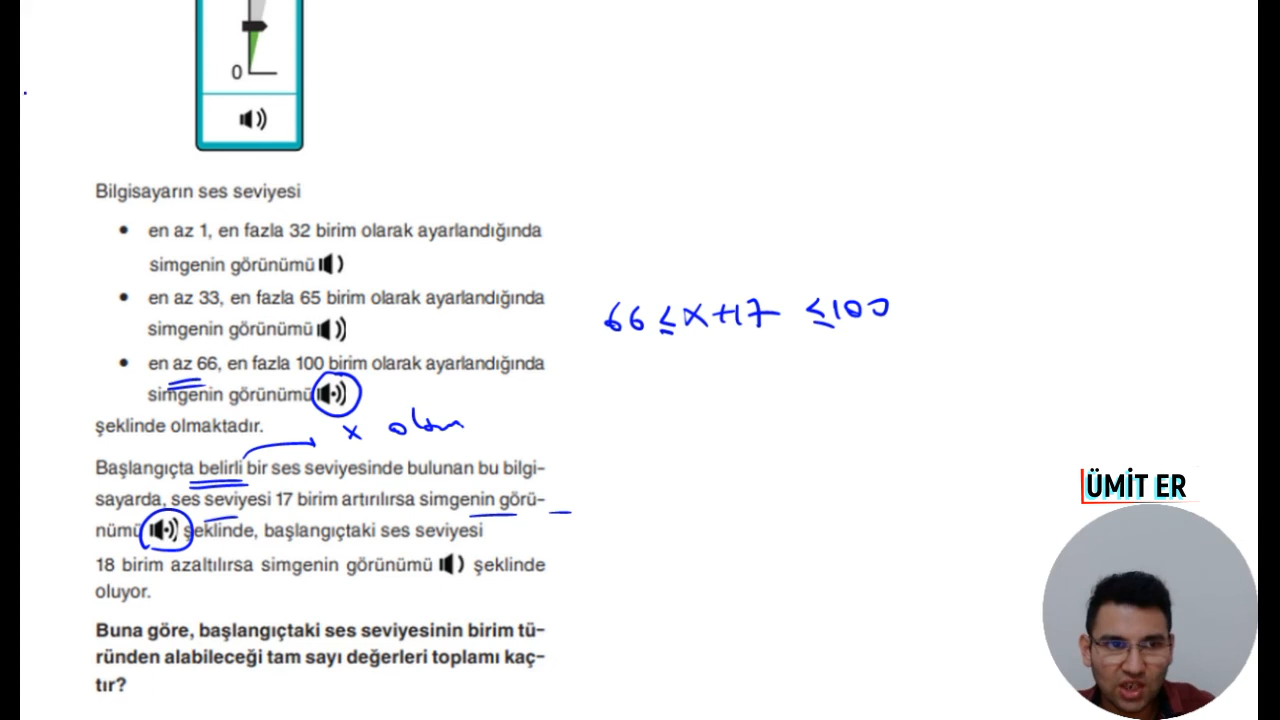 0
Bilgisayarın ses seviyesi
• en az 1, en fazla 32 birim olarak ayarlandığında
simgenin görünümü
• en az 33, en fazla 65 birim olarak ayarlandığında
simgenin görünümü
66 ≤ x+17 ≤ 100
• en az 66, en fazla 100 birim olarak ayarlandığında
simgenin görünümü
şeklinde olmaktadır.
x olsun
Başlangıçta belirli bir ses seviyesinde bulunan bu bilgi-
sayarda, ses seviyesi 17 birim artırılırsa simgenin görü-
nümü şeklinde, başlangıçtaki ses seviyesi
18 birim azaltılırsa simgenin görünümü şeklinde
oluyor.
Buna göre, başlangıçtaki ses seviyesinin birim tü-
ründen alabileceği tam sayı değerleri toplamı kaç-
tır?
ÜMİT ER